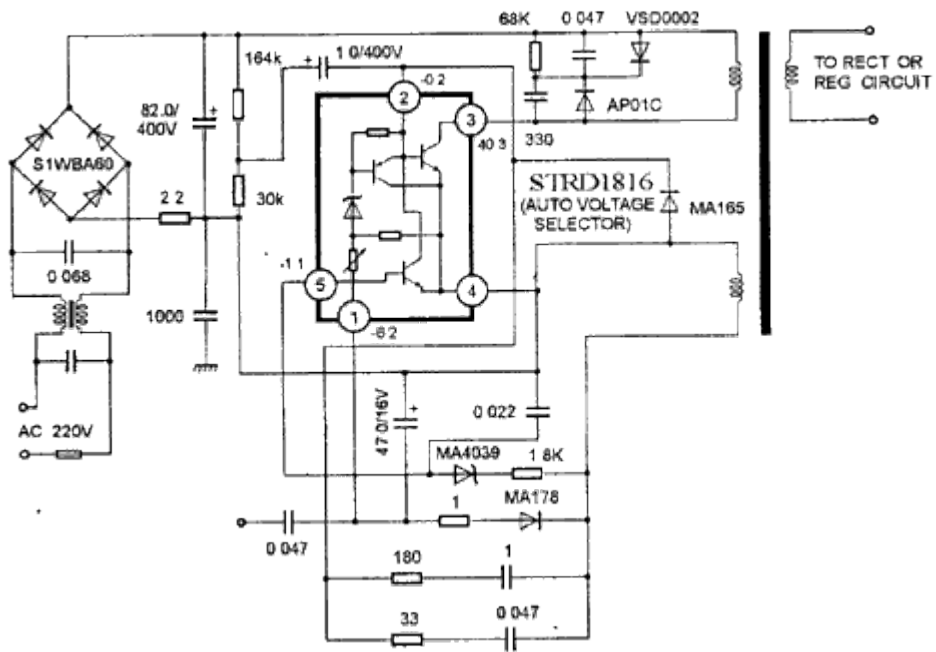 68K
0 047
VSD0002
164k
1 0/400V
-0 2
2
TO RECT OR
REG CIRCUIT
82.0/
400V
3
AP01C
330
40 3
S1WBA60
2 2
30k
STRD1816
(AUTO VOLTAGE
SELECTOR)
MA165
0 068
-1 1
5
4
1
-6 2
1000
47 0/16V
0 022
AC 220V
MA4039
1 8K
MA178
1
0 047
180
1
33
0 047